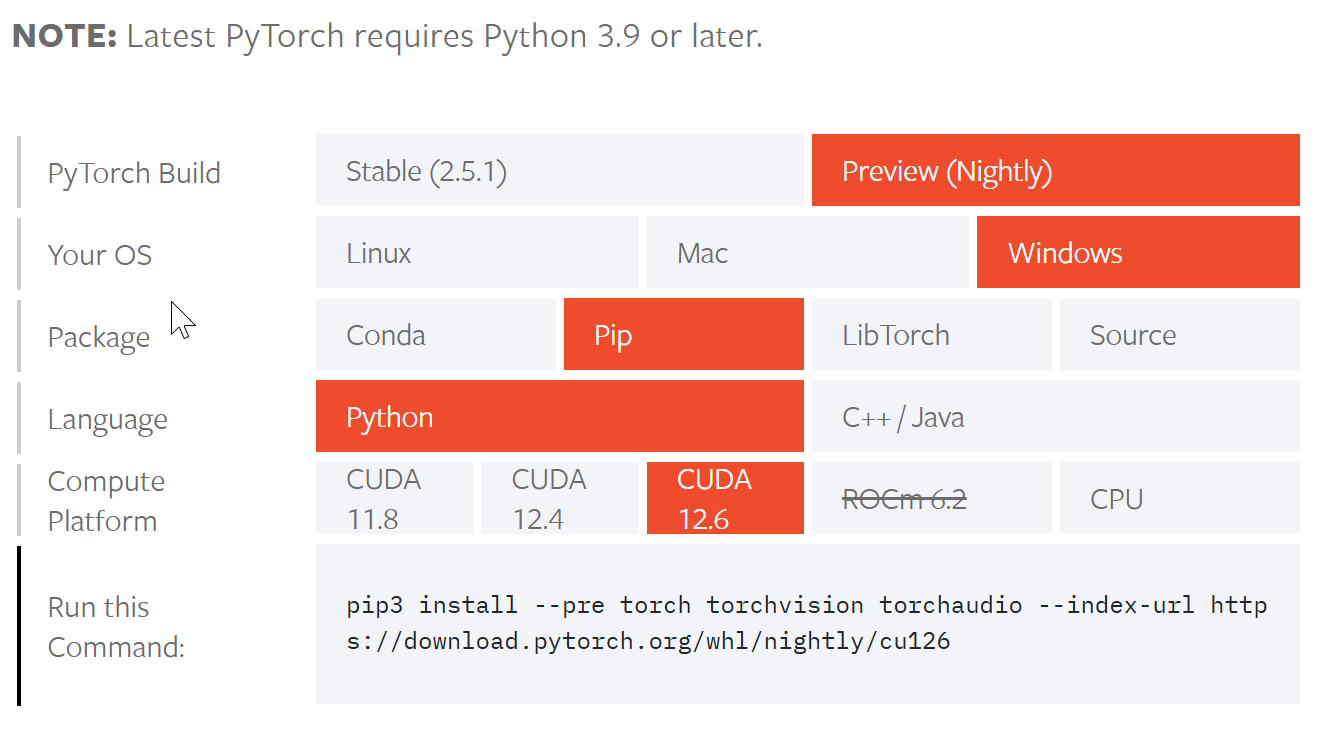 NOTE: Latest PyTorch requires Python 3.9 or later.
PyTorch Build
Stable (2.5.1)
Preview (Nightly)
Your OS
Linux
Mac
Windows
Package
Conda
Pip
LibTorch
Source
Language
Python
C++ / Java
Compute
Platform
CUDA
11.8
CUDA
12.4
CUDA
12.6
ROCm 6.2
CPU
Run this
Command:
pip3 install --pre torch torchvision torchaudio --index-url http
s://download.pytorch.org/whl/nightly/cu126